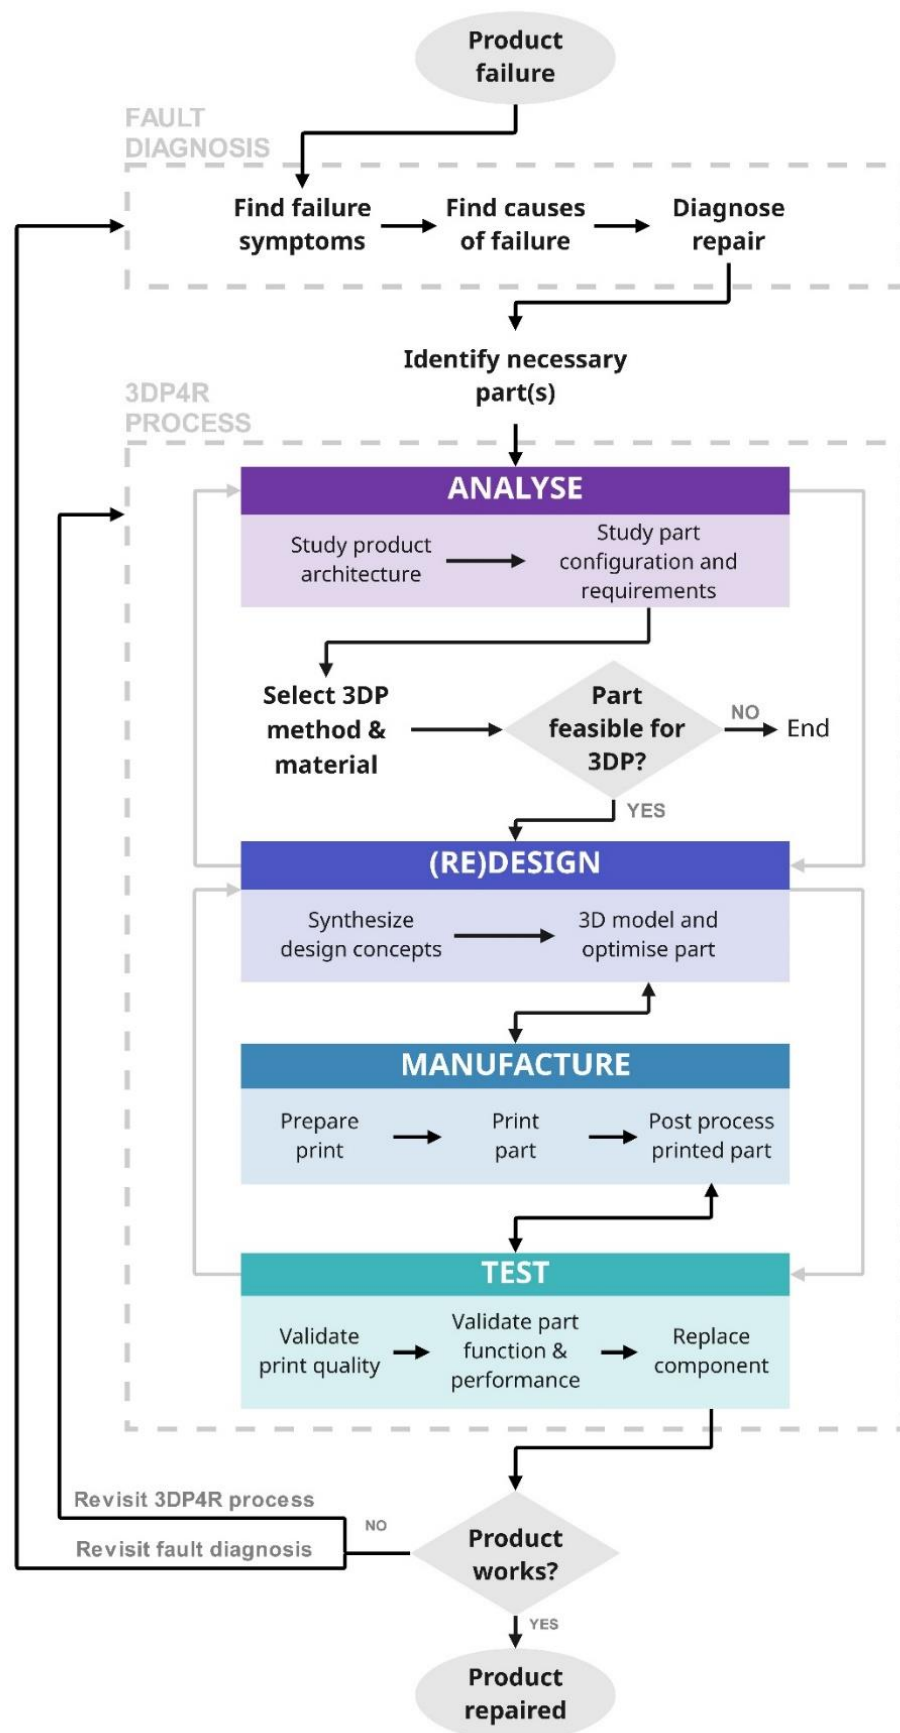 Product
failure
FAULT
DIAGNOSIS
Find failure
symptoms
Find causes
of failure
Diagnose
repair
Identify necessary
part(s)
3DP4R
PROCESS
ANALYSE
Study product
architecture
Study part
configuration and
requirements
Select 3DP
method &
material
Part
feasible for
3DP?
NO
End
YES
(RE)DESIGN
Synthesize
design concepts
3D model and
optimise part
MANUFACTURE
Prepare
print
Print
part
Post process
printed part
TEST
Validate
print quality
Validate part
function &
performance
Replace
component
Revisit 3DP4R process
NO
Revisit fault diagnosis
Product
works?
YES
Product
repaired